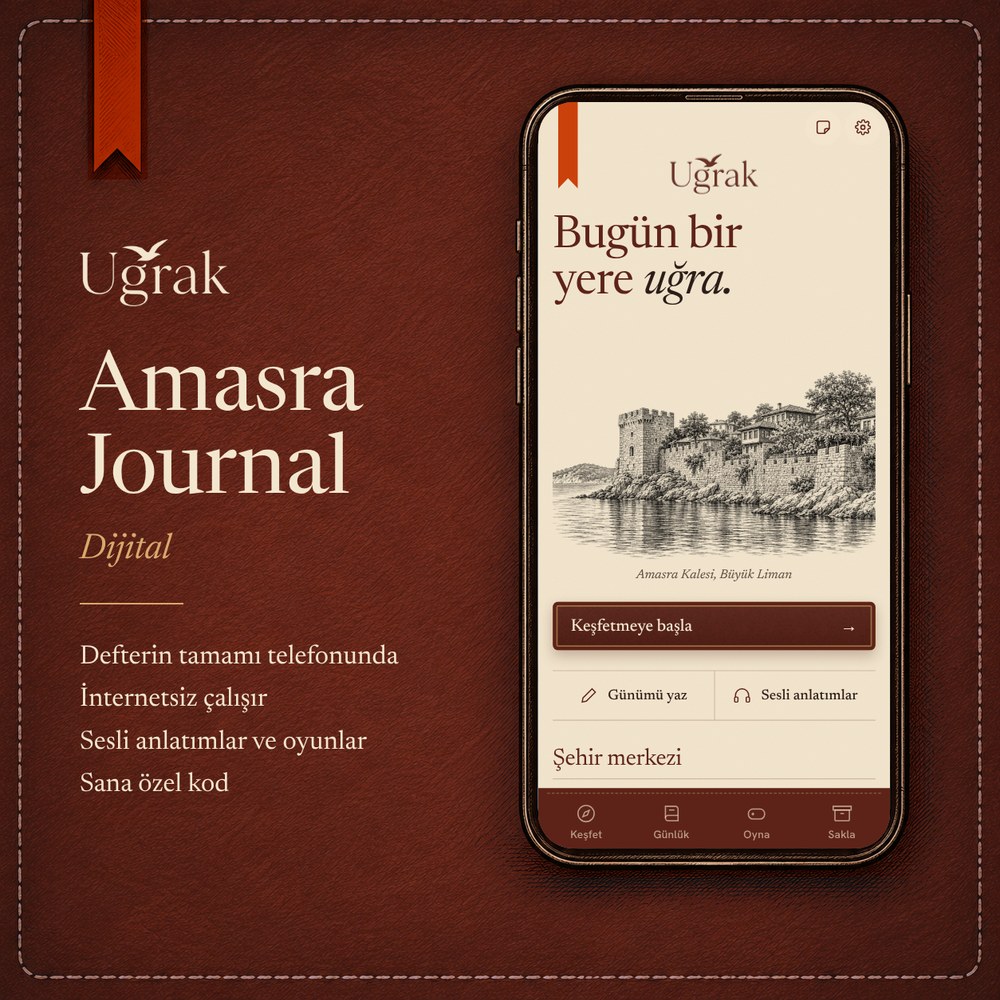 Uğrak
Amasra
Journal
Dijital
Defterin tamamı telefonunda
İnternetsiz çalışır
Sesli anlatımlar ve oyunlar
Sana özel kod
Uğrak
Bugün bir
yere uğra.
Amasra Kalesi, Büyük Liman
Keşfetmeye başla →
Günümü yaz
Sesli anlatımlar
Şehir merkezi
Keşfet
Günlük
Oyna
Sakla